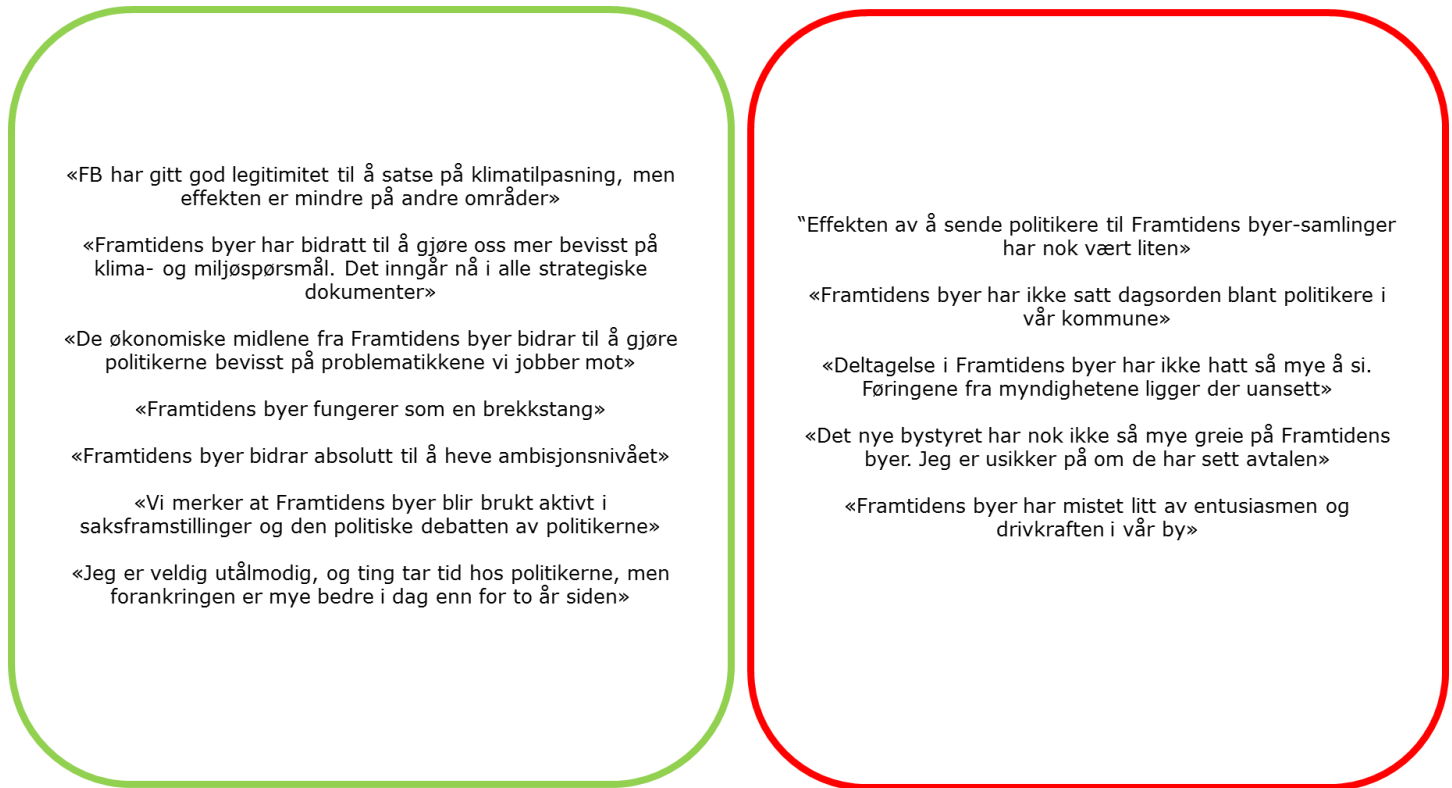 «FB har gitt god legitimitet til å satse på klimatilpasning, men
effekten er mindre på andre områder»
«Framtidens byer har bidratt til å gjøre oss mer bevisst på
klima- og miljøspørsmål. Det inngår nå i alle strategiske
dokumenter»
«De økonomiske midlene fra Framtidens byer bidrar til å gjøre
politikerne bevisst på problematikkene vi jobber mot»
«Framtidens byer fungerer som en brekkstang»
«Framtidens byer bidrar absolutt til å heve ambisjonsnivået»
«Vi merker at Framtidens byer blir brukt aktivt i
saksframstillinger og den politiske debatten av politikerne»
«Jeg er veldig utålmodig, og ting tar tid hos politikerne, men
forankringen er mye bedre i dag enn for to år siden»
‟Effekten av å sende politikere til Framtidens byer-samlinger
har nok vært liten»
«Framtidens byer har ikke satt dagsorden blant politikere i
vår kommune»
«Deltagelse i Framtidens byer har ikke hatt så mye å si.
Føringene fra myndighetene ligger der uansett»
«Det nye bystyret har nok ikke så mye greie på Framtidens
byer. Jeg er usikker på om de har sett avtalen»
«Framtidens byer har mistet litt av entusiasmen og
drivkraften i vår by»